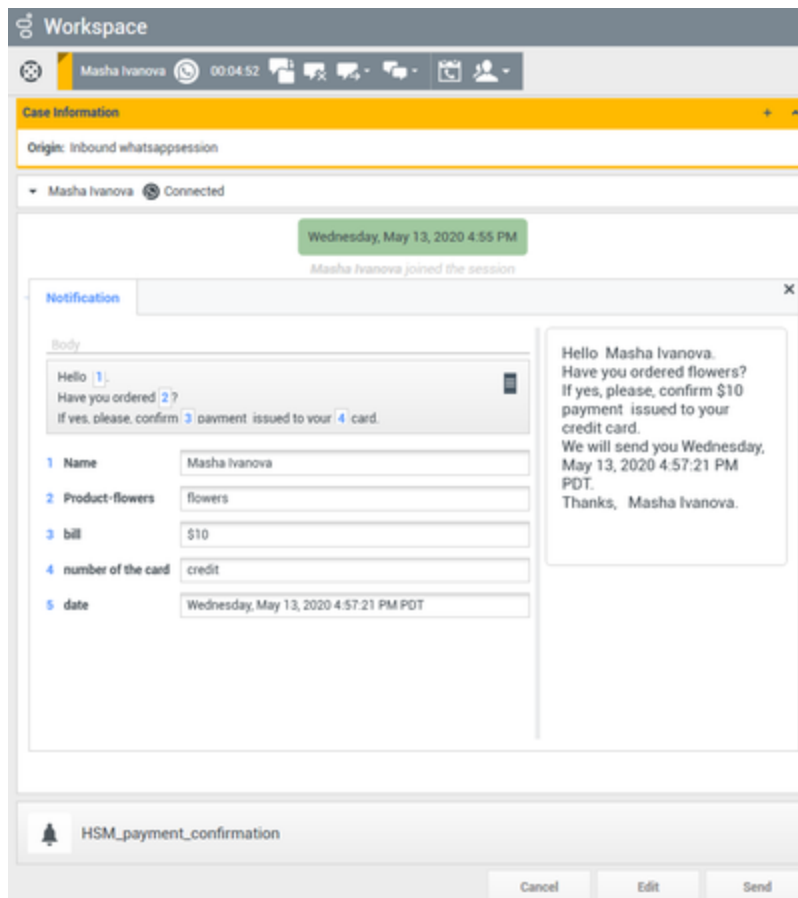 Workspace
Masha Ivanova 00:04:52
Case Information +
Origin: Inbound whatsappsession
Masha Ivanova Connected
Wednesday, May 13, 2020 4:55 PM
Masha Ivanova joined the session
Notification
Body
Hello 1.
Have you ordered 2?
If yes, please, confirm 3 payment issued to your 4 card.
1 Name Masha Ivanova
2 Product-flowers flowers
3 bill $10
4 number of the card credit
5 date Wednesday, May 13, 2020 4:57:21 PM PDT
Hello Masha Ivanova.
Have you ordered flowers?
If yes, please, confirm $10
payment issued to your
credit card.
We will send you Wednesday,
May 13, 2020 4:57:21 PM
PDT.
Thanks, Masha Ivanova.
HSM_payment_confirmation
Cancel Edit Send